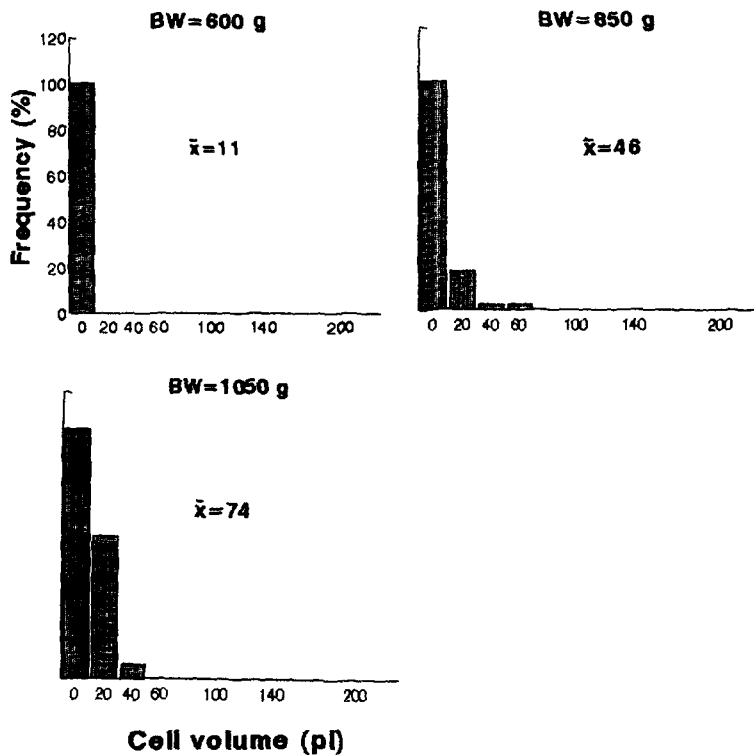 BW=600 g
BW=850 g
Frequency (%)
120
100
80
60
40
20
0
x̄=11
x̄=46
0 20 40 60 100 140 200
0 20 40 60 100 140 200
BW=1050 g
x̄=74
0 20 40 60 100 140 200
Cell volume (pl)